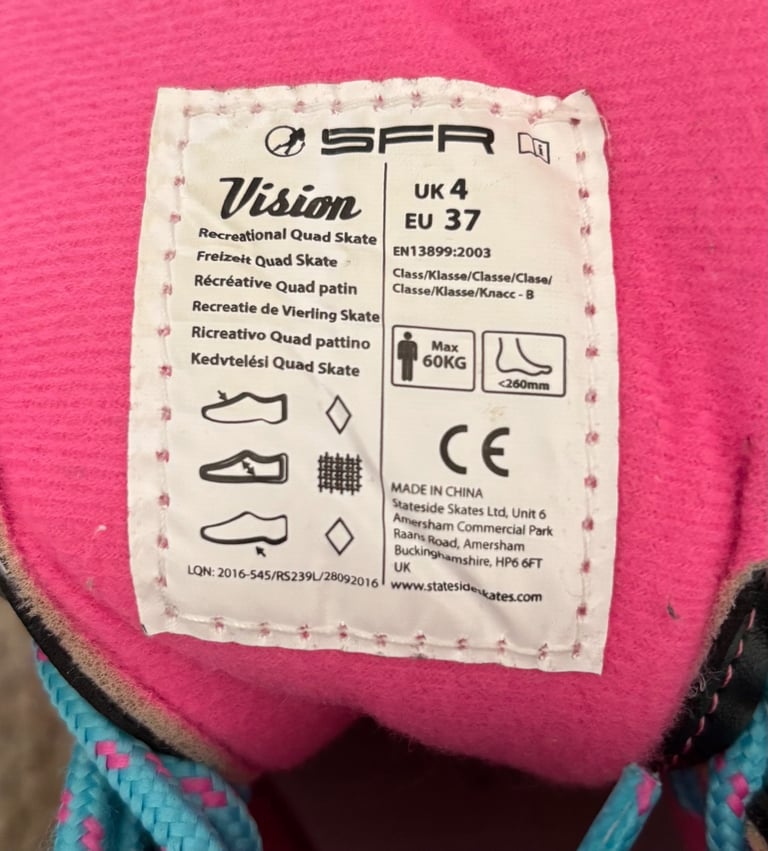 SFR
Vision
Recreational Quad Skate
Freizeit Quad Skate
Récréative Quad patin
Recreatie de Vierling Skate
Ricreativo Quad pattino
Kedvtelési Quad Skate
LQN: 2016-545/RS239L/28092016
UK 4
EU 37
EN13899:2003
Class/Klasse/Classe/Clase/
Classe/Klasse/Класс - B
Max
60KG
<260mm
CE
MADE IN CHINA
Stateside Skates Ltd, Unit 6
Amersham Commercial Park
Raans Road, Amersham
Buckinghamshire, HP6 6FT
UK
www.statesideskates.com